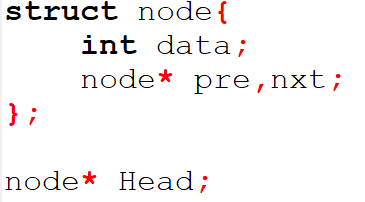 struct node{
    int data;
    node* pre,nxt;
};

node* Head;